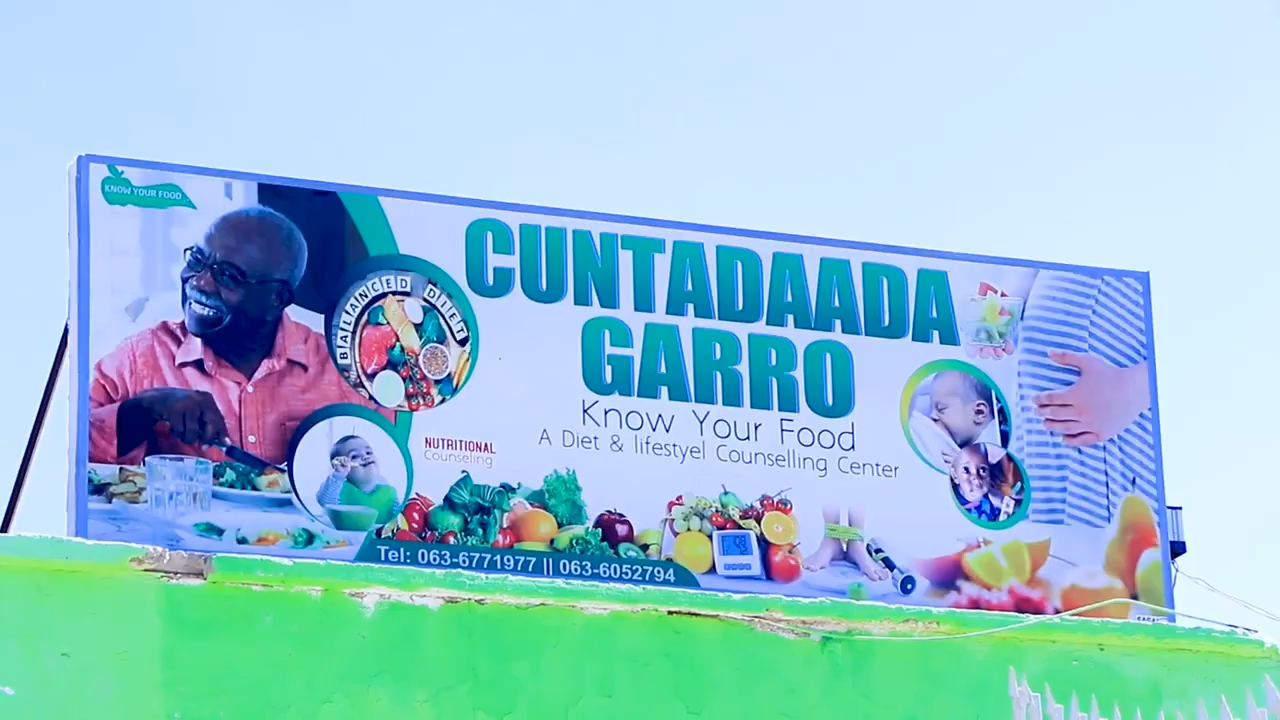 KNOW YOUR FOOD
BALANCED DIET
CUNTADAADA
GARRO
Know Your Food
A Diet & lifestyel Counselling Center
NUTRITIONAL
Counseling
Tel: 063-6771977 || 063-6052794